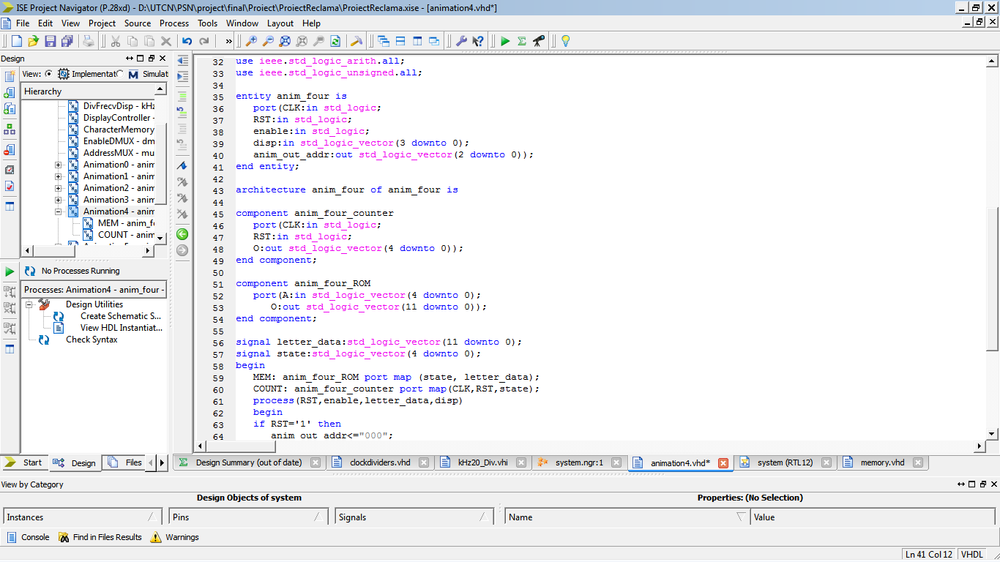 ISE Project Navigator (P.28xd) - D:\UTCN\PSN\project\final\Proiect\ProiectReclama\ProiectReclama.xise - [animation4.vhd*]
File Edit View Project Source Process Tools Window Layout Help
»
Design
View: Implementat Simulat
Hierarchy
DivFrecvDisp - kHz
DisplayController -
CharacterMemory
EnableDMUX - dm
AddressMUX - mu
Animation0 - anim
Animation1 - anim
Animation2 - anim
Animation3 - anim
Animation4 - anim
MEM - anim_fo
COUNT - anim
No Processes Running
Processes: Animation4 - anim_four -
Design Utilities
Create Schematic S...
View HDL Instantiat...
Check Syntax
Start Design Files
32 use ieee.std_logic_arith.all;
33 use ieee.std_logic_unsigned.all;
34
35 entity anim_four is
36 port(CLK:in std_logic;
37 RST:in std_logic;
38 enable:in std_logic;
39 disp:in std_logic_vector(3 downto 0);
40 anim_out_addr:out std_logic_vector(2 downto 0));
41 end entity;
42
43 architecture anim_four of anim_four is
44
45 component anim_four_counter
46 port(CLK:in std_logic;
47 RST:in std_logic;
48 O:out std_logic_vector(4 downto 0));
49 end component;
50
51 component anim_four_ROM
52 port(A:in std_logic_vector(4 downto 0);
53 O:out std_logic_vector(11 downto 0));
54 end component;
55
56 signal letter_data:std_logic_vector(11 downto 0);
57 signal state:std_logic_vector(4 downto 0);
58 begin
59 MEM: anim_four_ROM port map (state, letter_data);
60 COUNT: anim_four_counter port map(CLK,RST,state);
61 process(RST,enable,letter_data,disp)
62 begin
63 if RST='1' then
64 anim_out_addr<="000";
Design Summary (out of date) clockdividers.vhd kHz20_Div.vhi system.ngr:1 animation4.vhd* system (RTL12) memory.vhd
View by Category
Design Objects of system Properties: (No Selection)
Instances Pins Signals Name Value
Console Find in Files Results Warnings
Ln 41 Col 12 VHDL